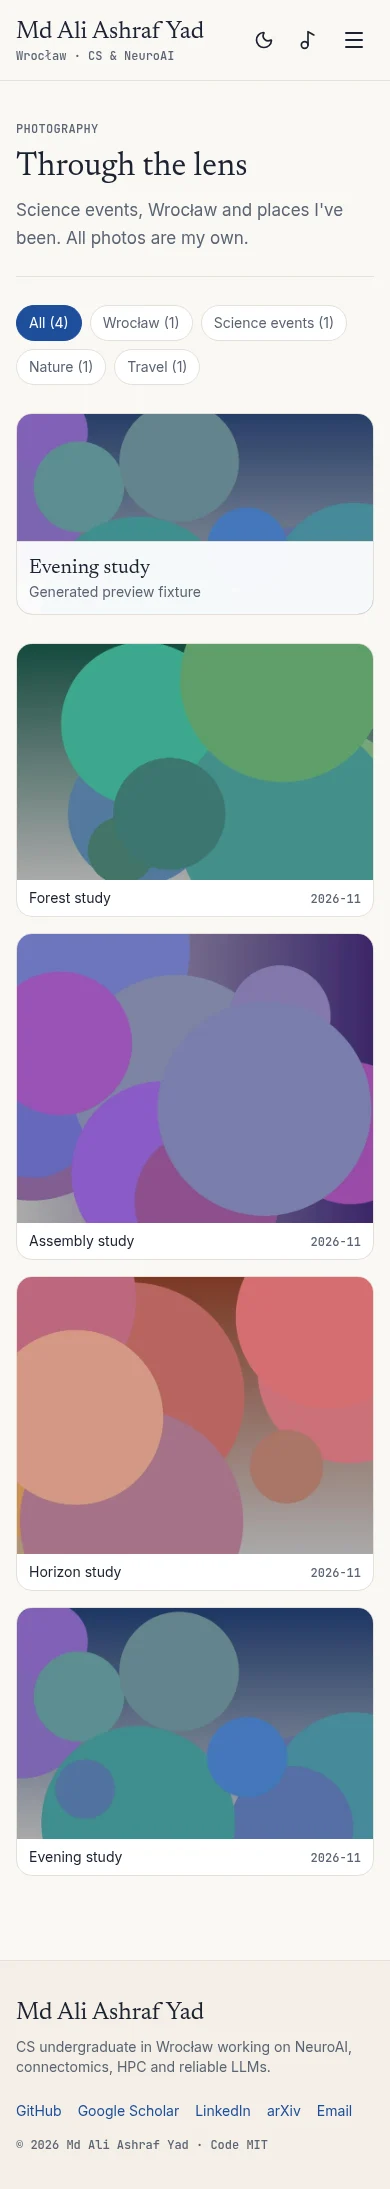 Md Ali Ashraf Yad
Wrocław · CS & NeuroAI
PHOTOGRAPHY
Through the lens
Science events, Wrocław and places I've
been. All photos are my own.
All (4)
Wrocław (1)
Science events (1)
Nature (1)
Travel (1)
Evening study
Generated preview fixture
Forest study
2026-11
Assembly study
2026-11
Horizon study
2026-11
Evening study
2026-11
Md Ali Ashraf Yad
CS undergraduate in Wrocław working on NeuroAI,
connectomics, HPC and reliable LLMs.
GitHub
Google Scholar
LinkedIn
arXiv
Email
© 2026 Md Ali Ashraf Yad · Code MIT